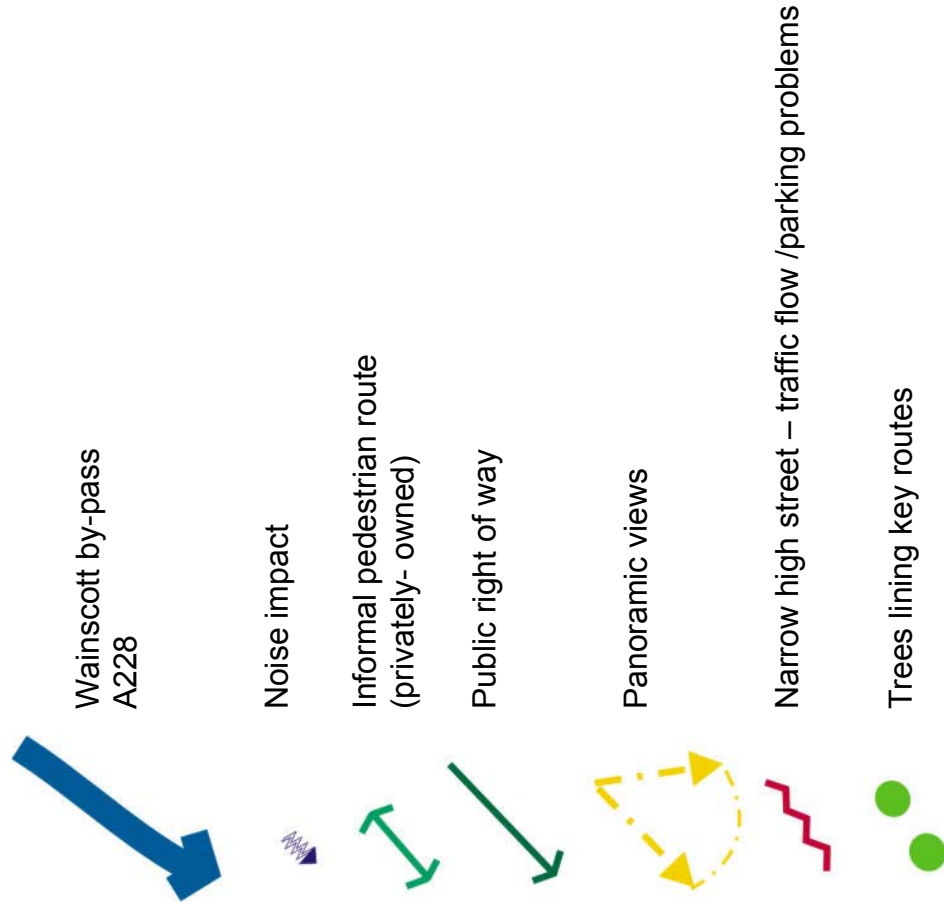 Wainscott by-pass
A228
Noise impact
Informal pedestrian route
(privately- owned)
Public right of way
Panoramic views
Narrow high street – traffic flow /parking problems
Trees lining key routes